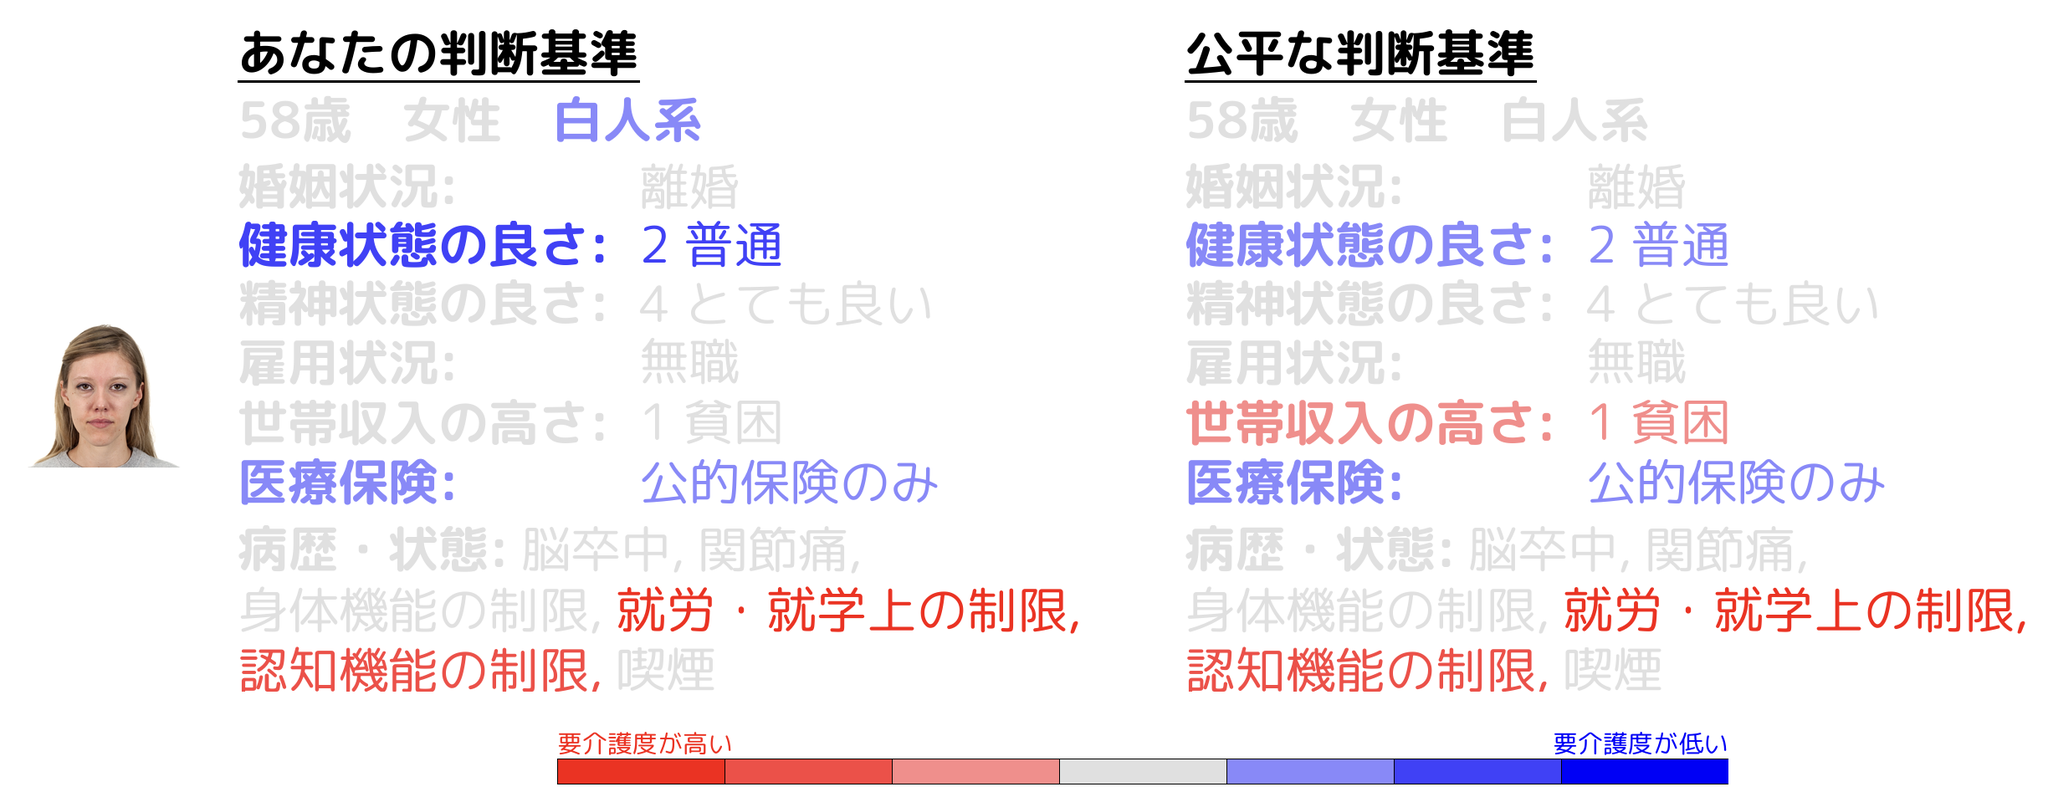 あなたの判断基準
58歳 女性 白人系
婚姻状況: 離婚
健康状態の良さ: 2 普通
精神状態の良さ: 4 とても良い
雇用状況: 無職
世帯収入の高さ: 1 貧困
医療保険: 公的保険のみ
病歴・状態: 脳卒中, 関節痛,
身体機能の制限, 就労・就学上の制限,
認知機能の制限, 喫煙
公平な判断基準
58歳 女性 白人系
婚姻状況: 離婚
健康状態の良さ: 2 普通
精神状態の良さ: 4 とても良い
雇用状況: 無職
世帯収入の高さ: 1 貧困
医療保険: 公的保険のみ
病歴・状態: 脳卒中, 関節痛,
身体機能の制限, 就労・就学上の制限,
認知機能の制限, 喫煙
要介護度が高い
要介護度が低い